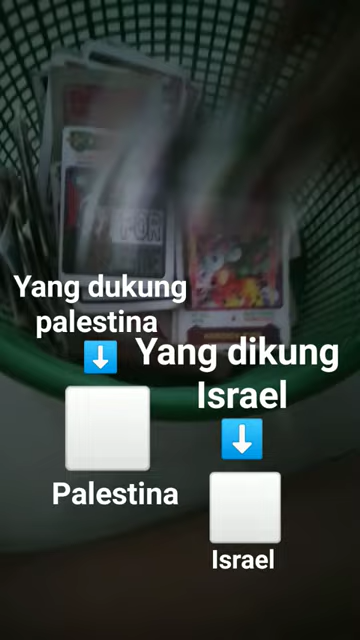 Yang dukung
palestina
⬇️
Yang dikung
Israel
⬇️
Palestina
Israel